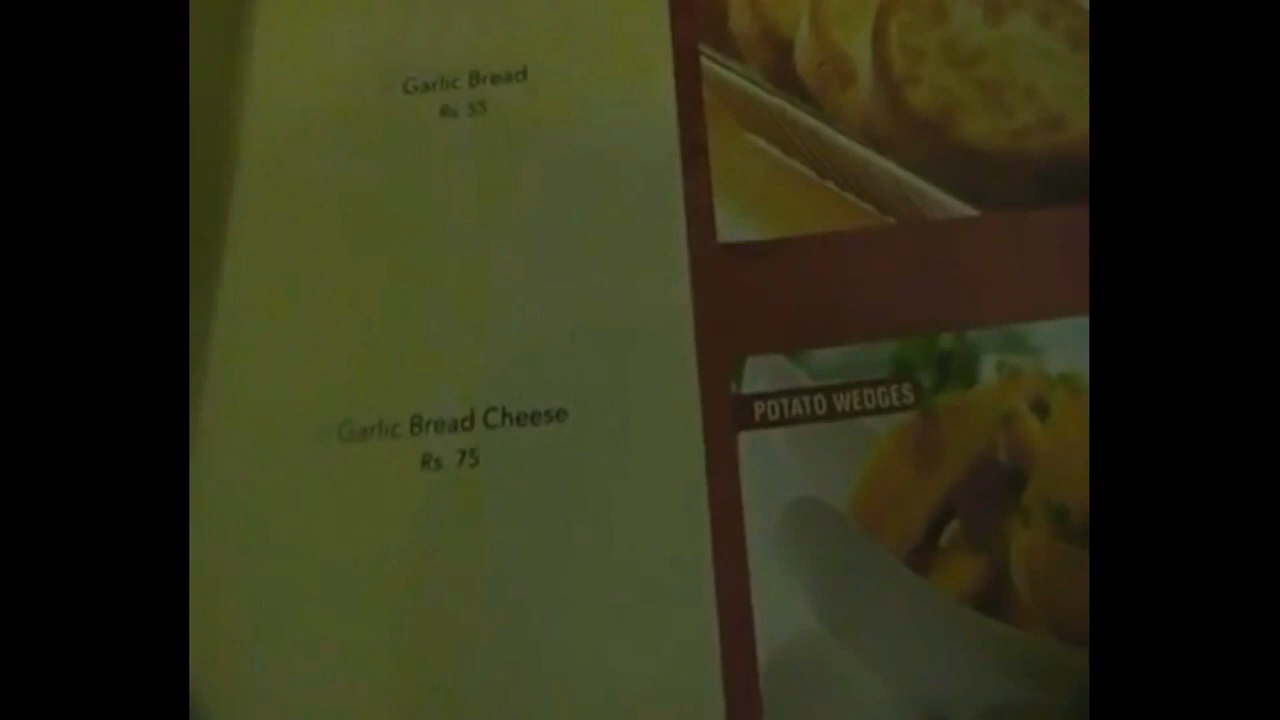 Garlic Bread
Rs 55
Garlic Bread Cheese
Rs. 75
POTATO WEDGES